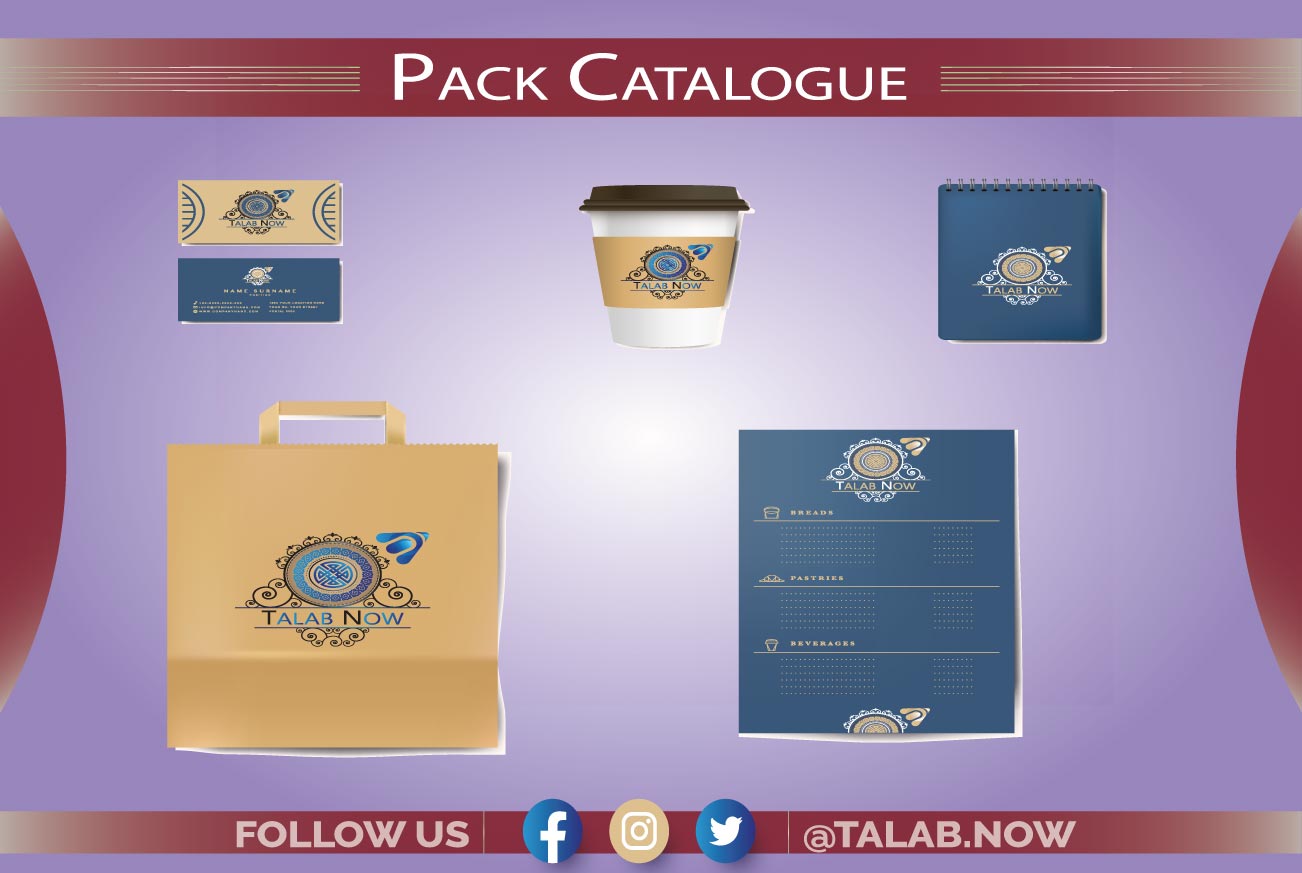 PACK CATALOGUE
TALAB NOW
NAME SURNAME
TALAB NOW
TALAB NOW
TALAB NOW
TALAB NOW
BREADS
PASTRIES
BEVERAGES
FOLLOW US
@TALAB.NOW